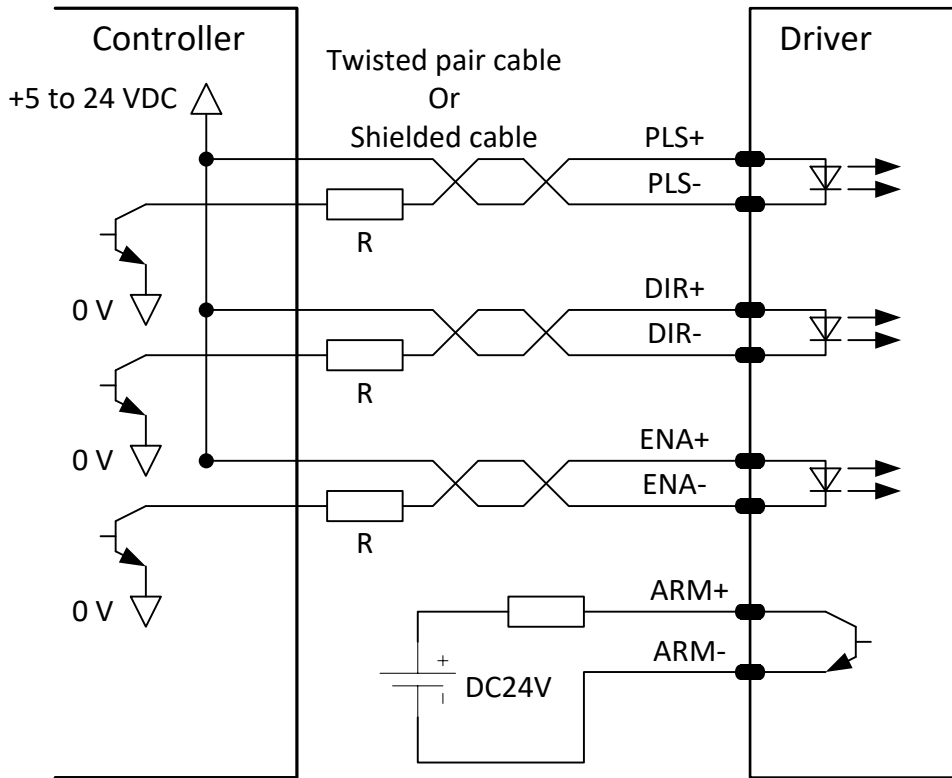 Controller
Driver
Twisted pair cable
Or
Shielded cable
+5 to 24 VDC
PLS+
PLS-
R
0 V
DIR+
DIR-
R
0 V
ENA+
ENA-
R
0 V
ARM+
ARM-
+
-
DC24V